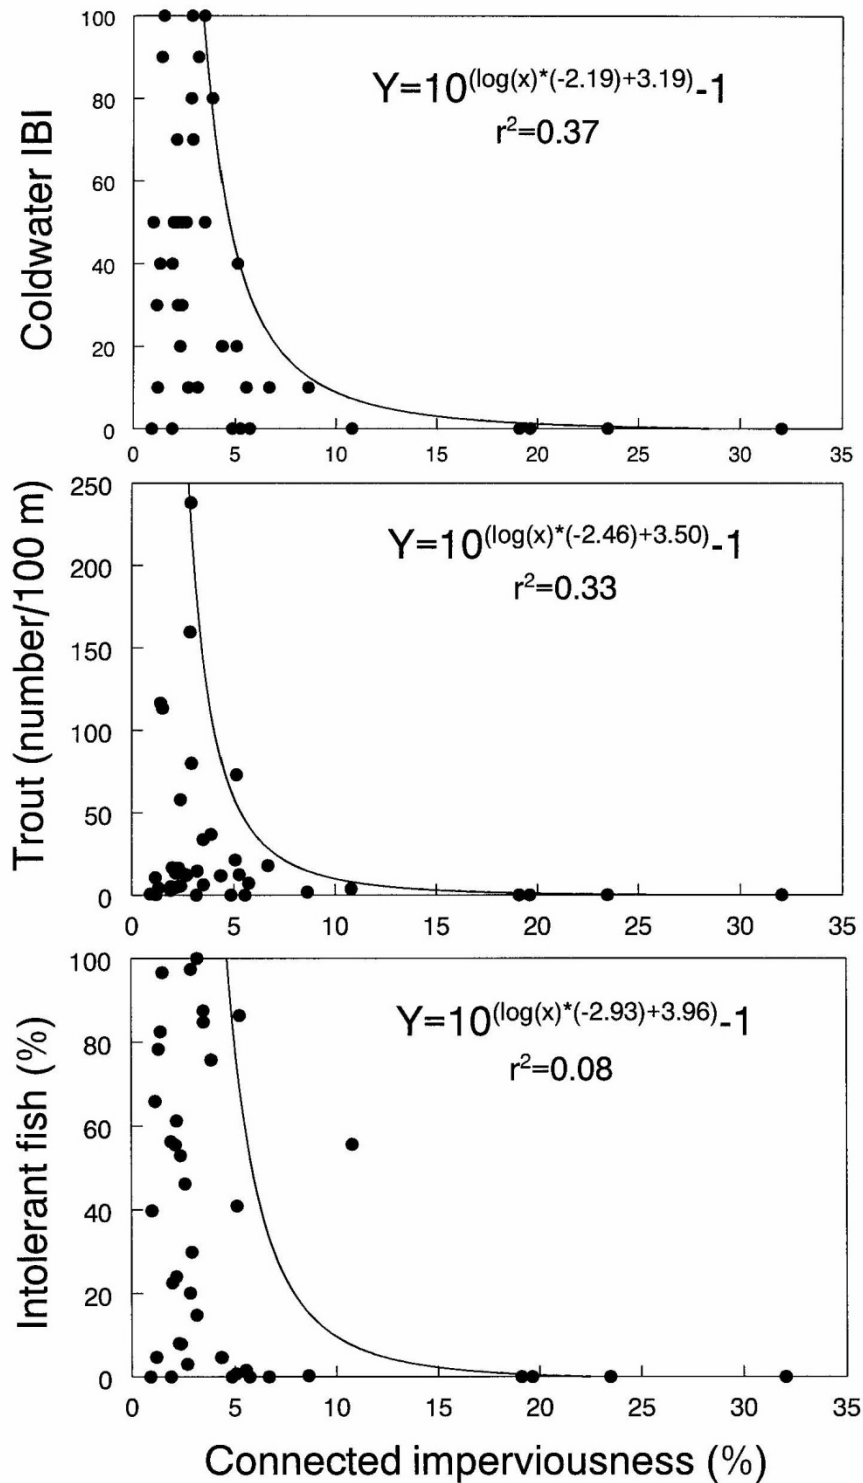 Coldwater IBI
100
80
60
40
20
0
Y=10^(log(x)*(-2.19)+3.19)-1
r²=0.37
0 5 10 15 20 25 30 35
Trout (number/100 m)
250
200
150
100
50
0
Y=10^(log(x)*(-2.46)+3.50)-1
r²=0.33
0 5 10 15 20 25 30 35
Intolerant fish (%)
100
80
60
40
20
0
Y=10^(log(x)*(-2.93)+3.96)-1
r²=0.08
0 5 10 15 20 25 30 35
Connected imperviousness (%)